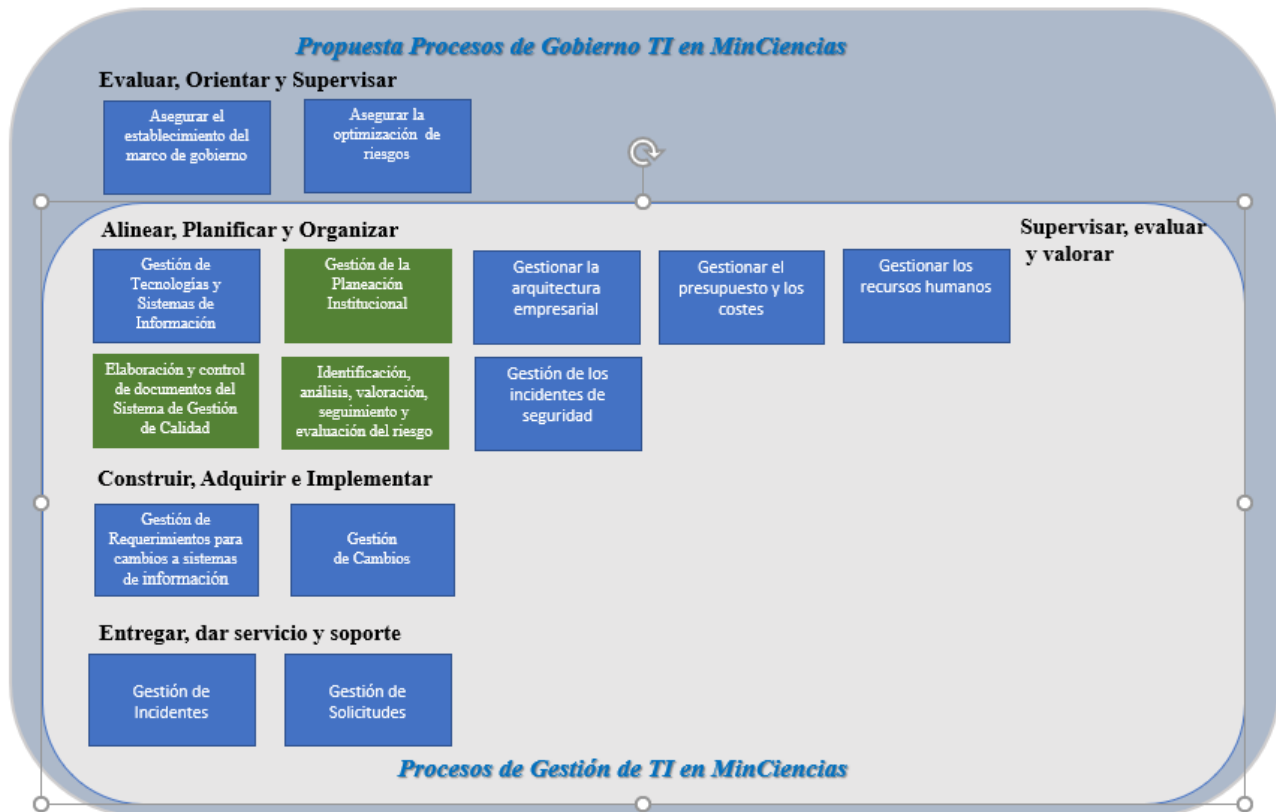 Propuesta Procesos de Gobierno TI en MinCiencias
Evaluar, Orientar y Supervisar
Asegurar el
establecimiento del
marco de gobierno
Asegurar la
optimización de
riesgos
Alinear, Planificar y Organizar
Supervisar, evaluar
y valorar
Gestión de
Tecnologías y
Sistemas de
Información
Gestión de la
Planeación
Institucional
Gestionar la
arquitectura
empresarial
Gestionar el
presupuesto y los
costes
Gestionar los
recursos humanos
Elaboración y control
de documentos del
Sistema de Gestión
de Calidad
Identificación,
análisis, valoración,
seguimiento y
evaluación del riesgo
Gestión de los
incidentes de
seguridad
Construir, Adquirir e Implementar
Gestión de
Requerimientos para
cambios a sistemas
de información
Gestión
de Cambios
Entregar, dar servicio y soporte
Gestión de
Incidentes
Gestión de
Solicitudes
Procesos de Gestión de TI en MinCiencias